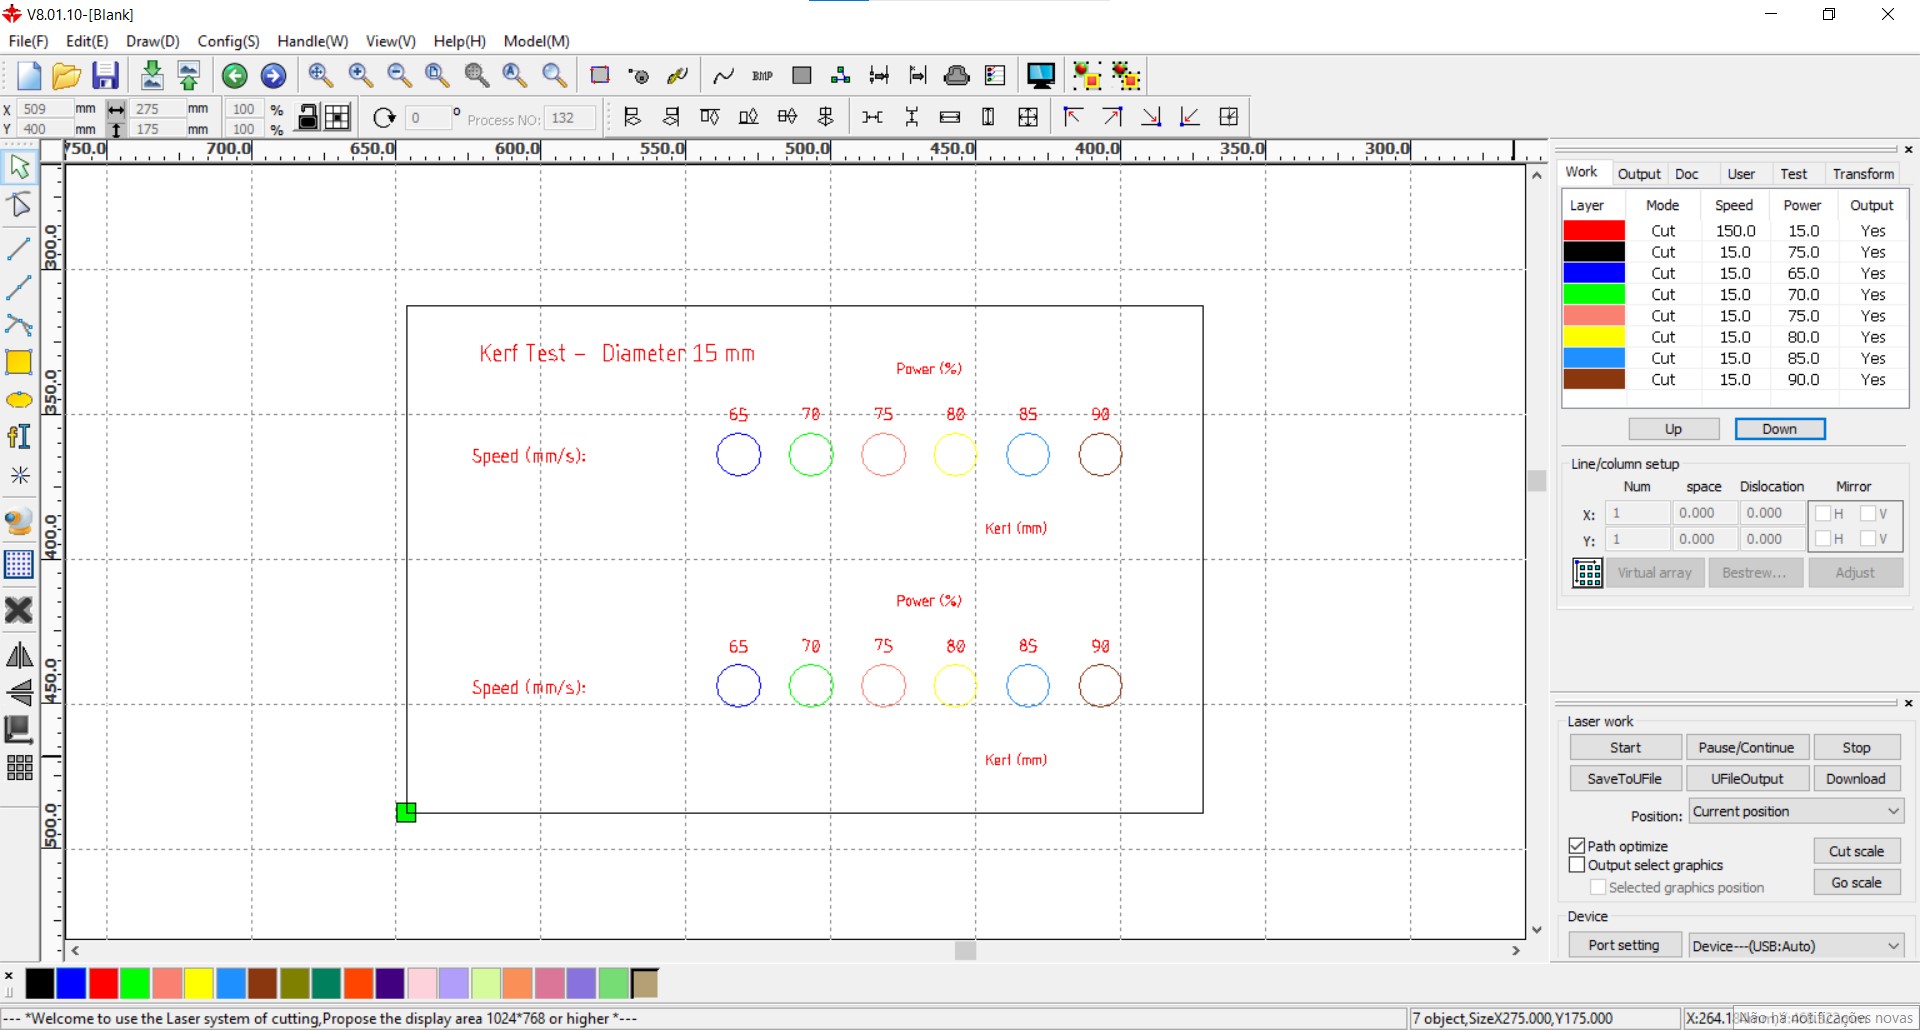 V8.01.10-[Blank]
File(F) Edit(E) Draw(D) Config(S) Handle(W) View(V) Help(H) Model(M)
BMP
X 509 mm 275 mm 100 %
Y 400 mm 175 mm 100 %
0 ° Process NO: 132
750.0 700.0 650.0 600.0 550.0 500.0 450.0 400.0 350.0 300.0
300.0
350.0
400.0
450.0
500.0
Kerf Test - Diameter 15 mm
Power (%)
65 70 75 80 85 90
Speed (mm/s):
Kerf (mm)
Power (%)
65 70 75 80 85 90
Speed (mm/s):
Kerf (mm)
Work Output Doc User Test Transform
Layer Mode Speed Power Output
Cut 150.0 15.0 Yes
Cut 15.0 75.0 Yes
Cut 15.0 65.0 Yes
Cut 15.0 70.0 Yes
Cut 15.0 75.0 Yes
Cut 15.0 80.0 Yes
Cut 15.0 85.0 Yes
Cut 15.0 90.0 Yes
Up Down
Line/column setup
Num space Dislocation Mirror
X: 1 0.000 0.000 H V
Y: 1 0.000 0.000 H V
Virtual array Bestrew... Adjust
Laser work
Start Pause/Continue Stop
SaveToUFile UFileOutput Download
Position: Current position
Path optimize
Output select graphics
Selected graphics position
Cut scale
Go scale
Device
Port setting Device---(USB:Auto)
--- *Welcome to use the Laser system of cutting,Propose the display area 1024*768 or higher *---
7 object,SizeX275.000,Y175.000
Não há notificações novas